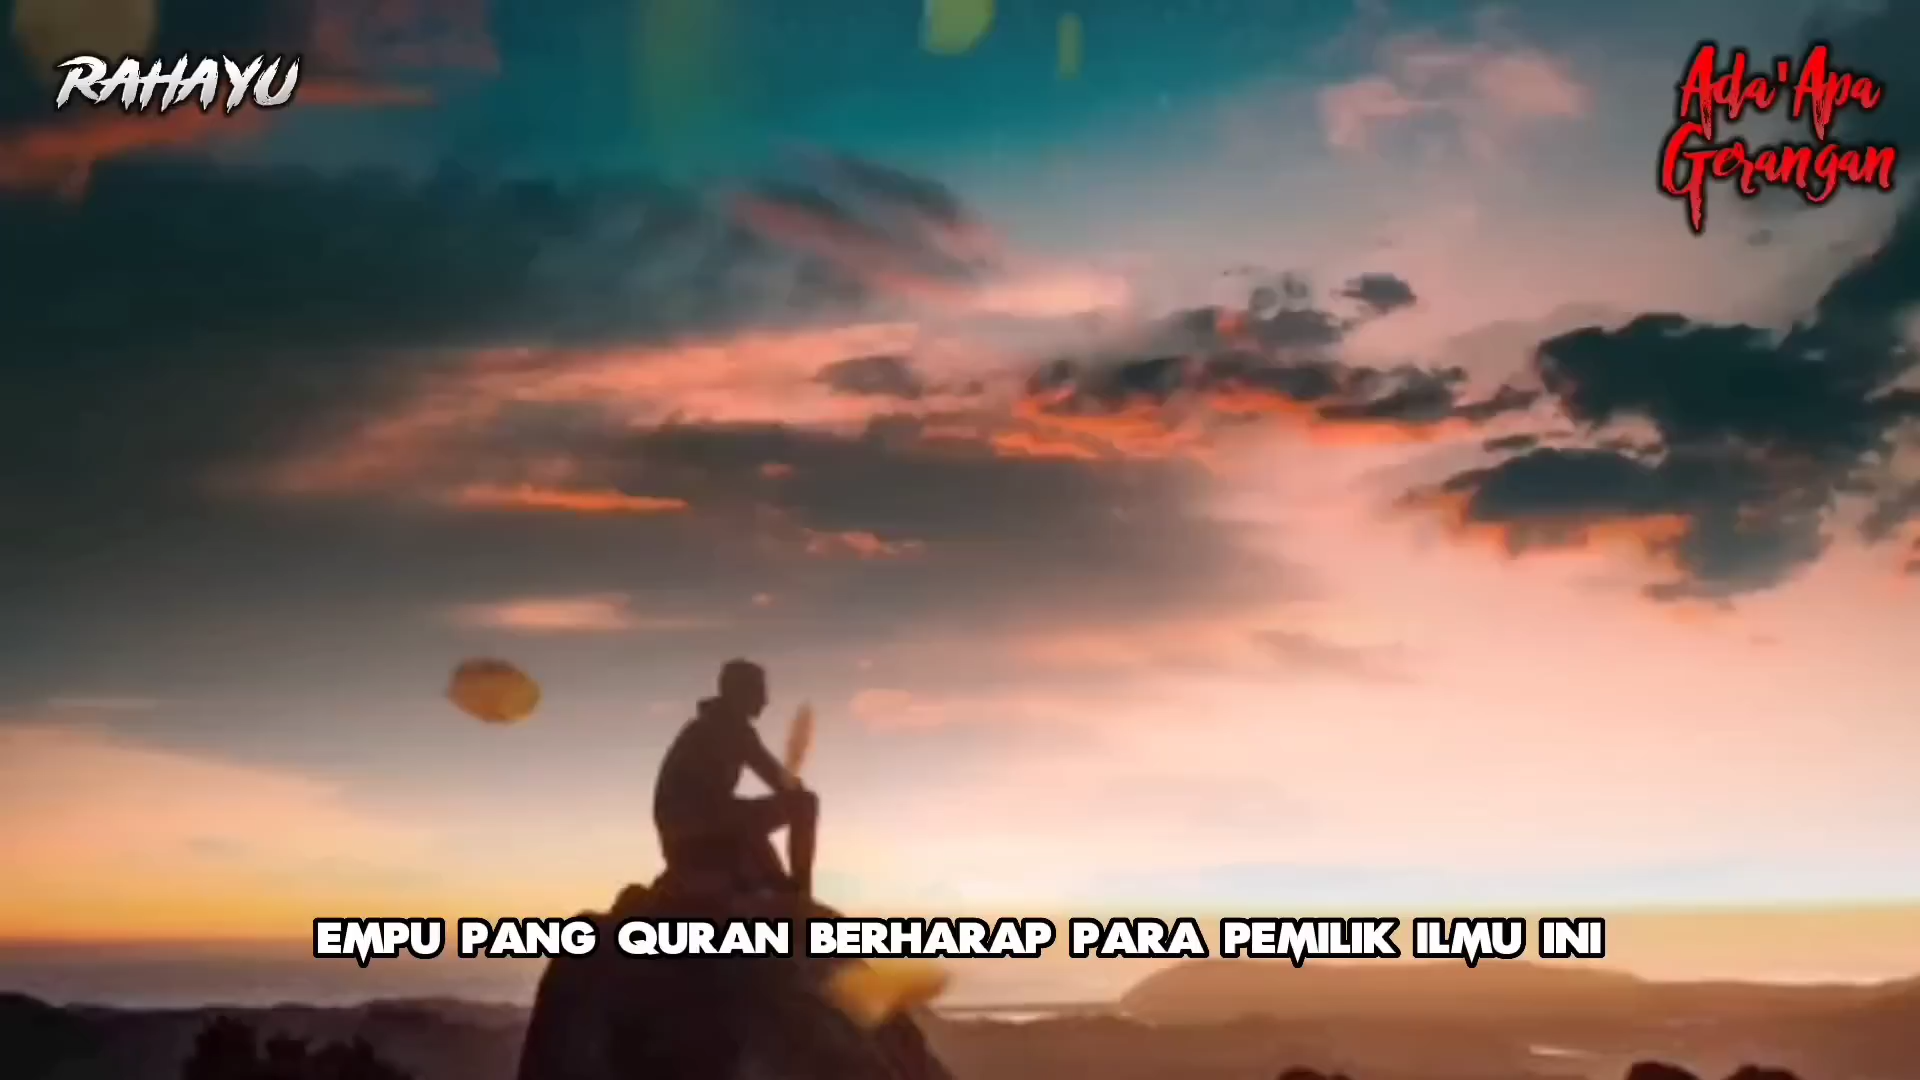 RAHAYU
Ada'Apa
Gerangan
EMPU PANG QURAN BERHARAP PARA PEMILIK ILMU INI